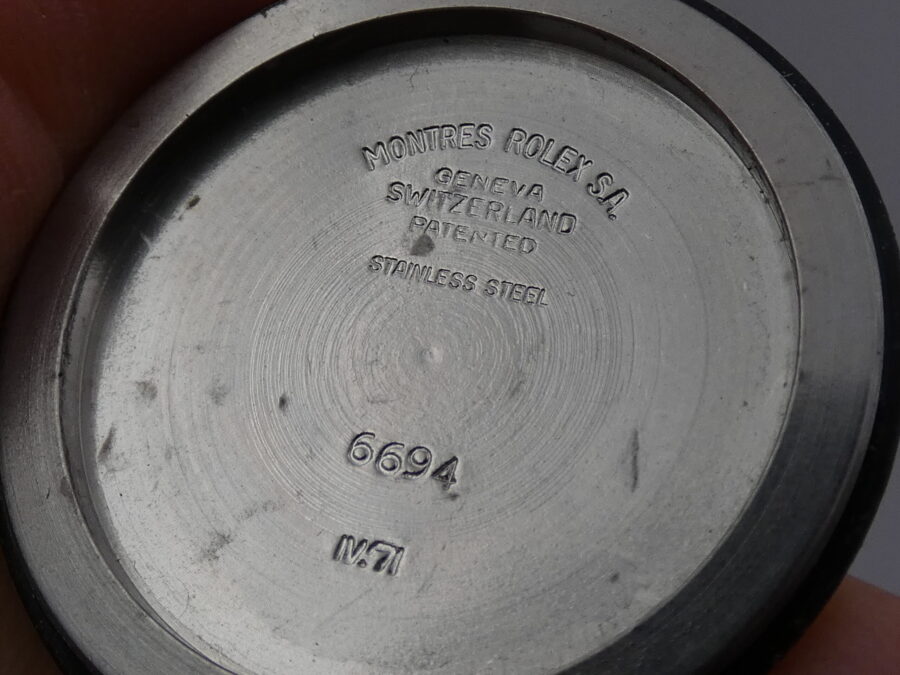 MONTRES ROLEX S.A.
GENEVA
SWITZERLAND
PATENTED
STAINLESS STEEL
6694
IV.71